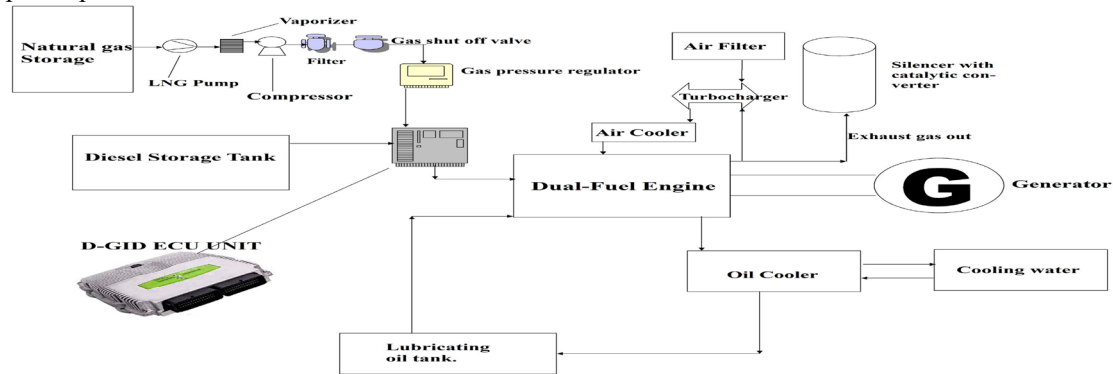 Vaporizer
Natural gas
Storage
Gas shut off valve
Filter
LNG Pump
Compressor
Gas pressure regulator
Air Filter
Silencer with
catalytic con-
verter
Turbocharger
Air Cooler
Exhaust gas out
Diesel Storage Tank
Dual-Fuel Engine
G
Generator
D-GID ECU UNIT
Oil Cooler
Cooling water
Lubricating
oil tank.